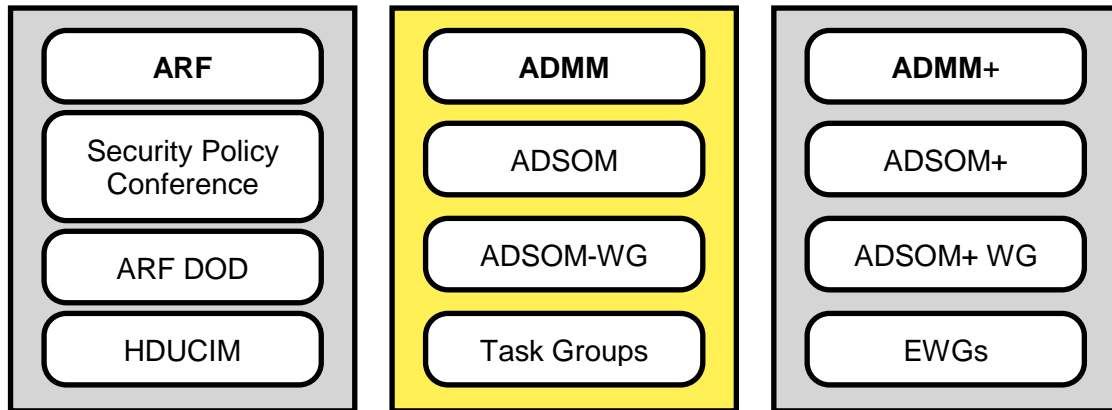 ARF
Security Policy
Conference
ARF DOD
HDUCIM
ADMM
ADSOM
ADSOM-WG
Task Groups
ADMM+
ADSOM+
ADSOM+ WG
EWGs